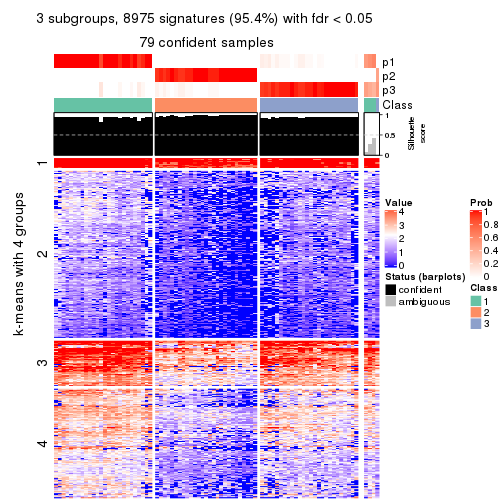 3 subgroups, 8975 signatures (95.4%) with fdr < 0.05
79 confident samples
p1
p2
p3
Class
1
0.5
0
Silhouette
score
k-means with 4 groups
1
2
3
4
Value
4
3
2
1
0
Status (barplots)
confident
ambiguous
Prob
1
0.8
0.6
0.4
0.2
0
Class
1
2
3